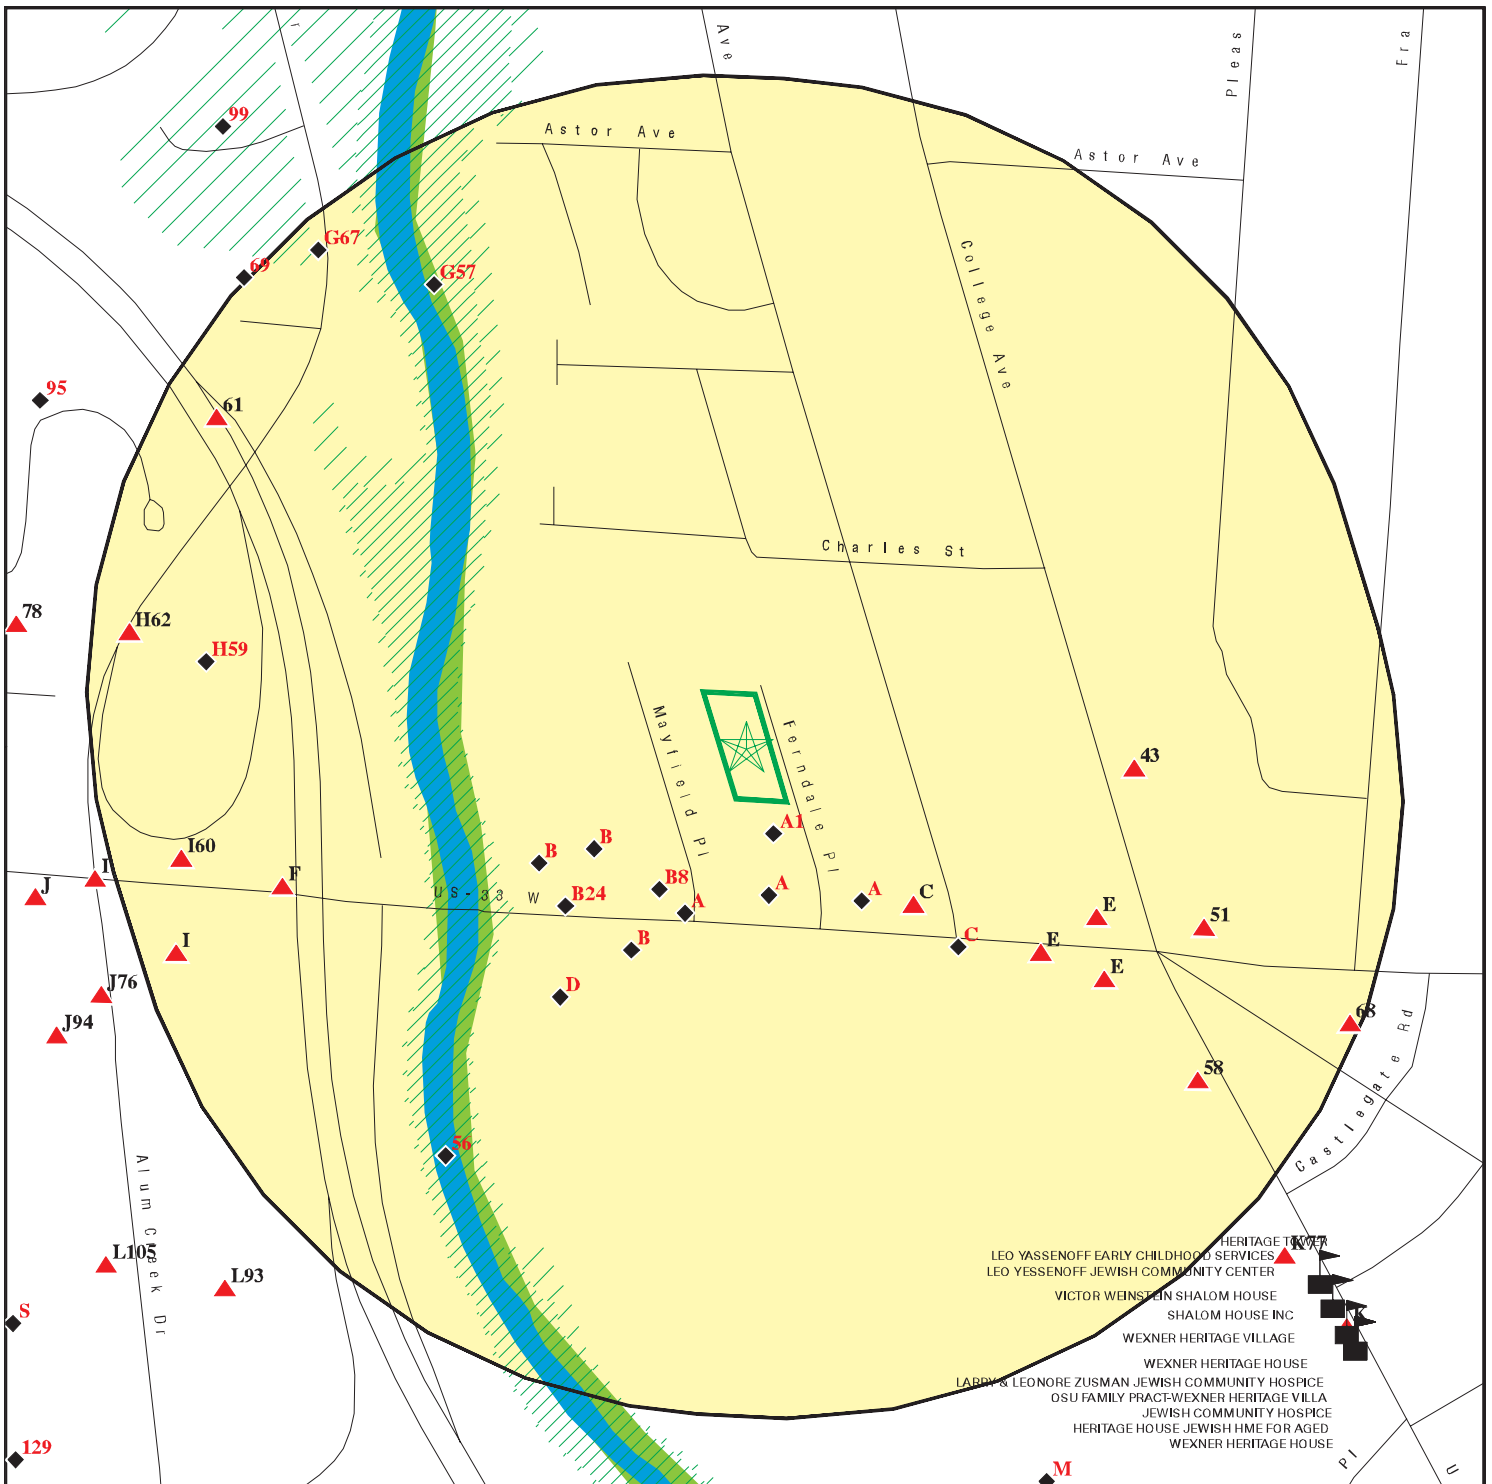 r
Ave
Pleas
Fra
99
Astor Ave
Astor Ave
G67
69
G57
College Ave
95
61
Charles St
78
H62
H59
Mayfield Pl
Ferndale Pl
43
A1
B
B
I60
I
F
J
US-33 W
B24
B8
A
A
A
C
E
51
B
C
E
I
E
D
J76
J94
68
58
Castlegate Rd
56
Alum Creek Dr
L105
L93
S
129
HERITAGE TOWER
K77
LEO YASSENOFF EARLY CHILDHOOD SERVICES
LEO YESSENOFF JEWISH COMMUNITY CENTER
VICTOR WEINSTEIN SHALOM HOUSE
SHALOM HOUSE INC
K
WEXNER HERITAGE VILLAGE
WEXNER HERITAGE HOUSE
LARRY & LEONORE ZUSMAN JEWISH COMMUNITY HOSPICE
OSU FAMILY PRACT-WEXNER HERITAGE VILLA
JEWISH COMMUNITY HOSPICE
HERITAGE HOUSE JEWISH HME FOR AGED
WEXNER HERITAGE HOUSE
Pl
U
M